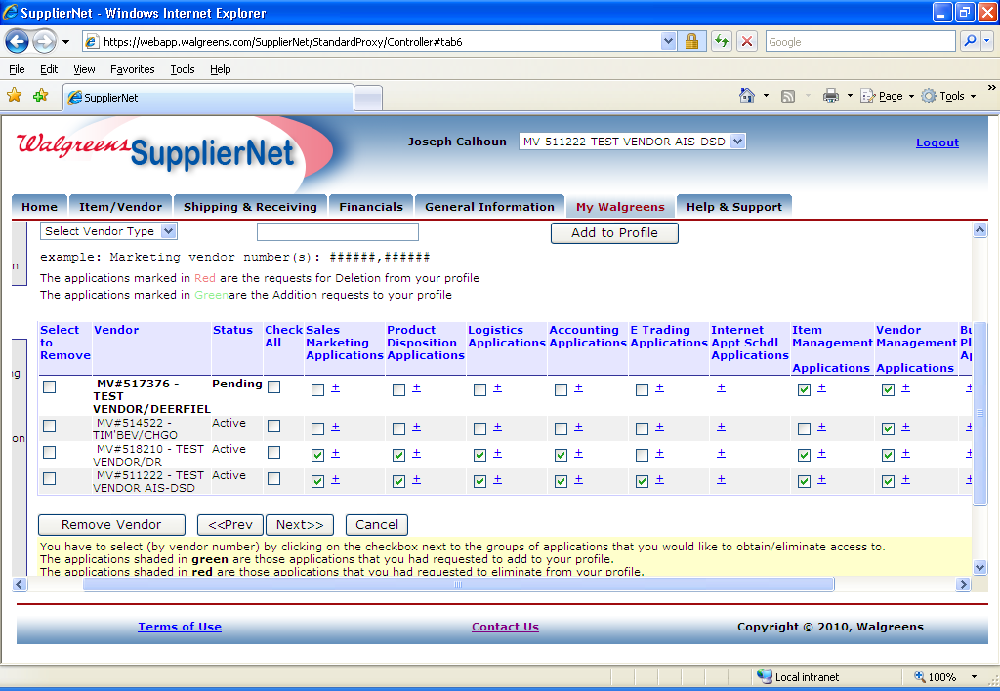 SupplierNet - Windows Internet Explorer
https://webapp.walgreens.com/SupplierNet/StandardProxy/Controller#tab6
Google
File Edit View Favorites Tools Help
SupplierNet
Page Tools »
Walgreens SupplierNet
Joseph Calhoun MV-511222-TEST VENDOR AIS-DSD Logout
Home Item/Vendor Shipping & Receiving Financials General Information My Walgreens Help & Support
Select Vendor Type Add to Profile
n example: Marketing vendor number(s): ######,######
The applications marked in Red are the requests for Deletion from your profile
The applications marked in Greenare the Addition requests to your profile
Select Vendor Status Check Sales Product Logistics Accounting E Trading Internet Item Vendor Bu
to All Marketing Disposition Applications Applications Applications Appt Schdl Management Management Pl
Remove Applications Applications Applications Ap
Applications Applications
ng
MV#517376 - Pending + + + + + + + + +
TEST
VENDOR/DEERFIEL
MV#514522 - Active + + + + + + + + +
TIM'BEV/CHGO
on
MV#518210 - TEST Active + + + + + + + + +
VENDOR/DR
MV#511222 - TEST Active + + + + + + + + +
VENDOR AIS-DSD
Remove Vendor <<Prev Next>> Cancel
You have to select (by vendor number) by clicking on the checkbox next to the groups of applications that you would like to obtain/eliminate access to.
The applications shaded in green are those applications that you had requested to add to your profile.
The applications shaded in red are those applications that you had requested to eliminate from your profile.
Terms of Use Contact Us Copyright © 2010, Walgreens
Local intranet 100%